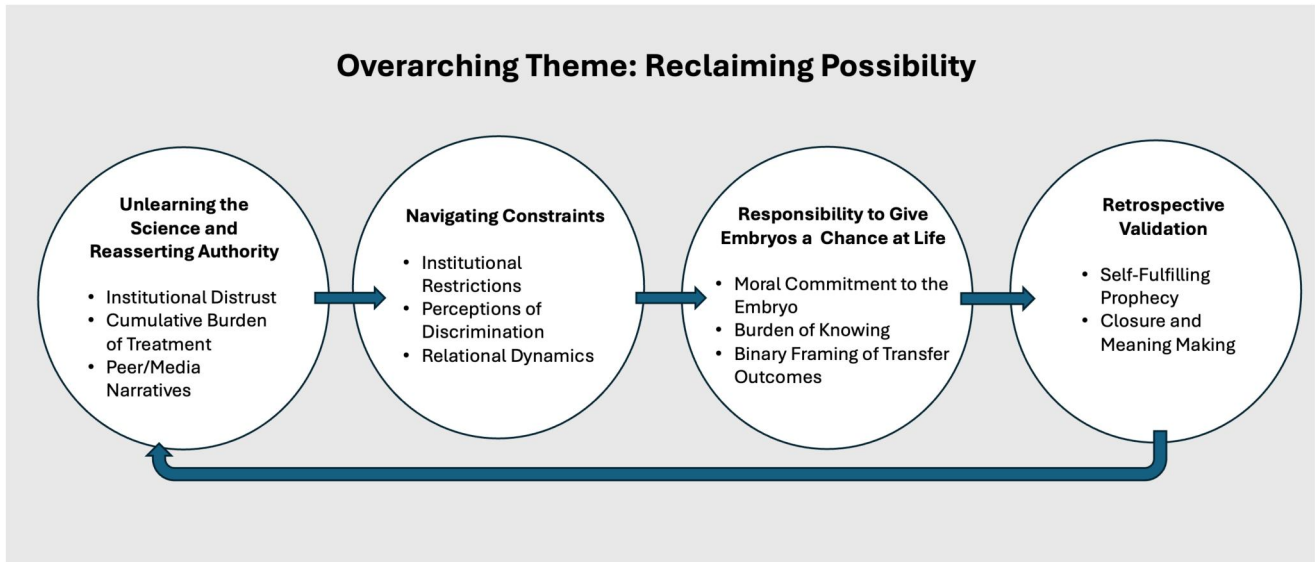 Overarching Theme: Reclaiming Possibility
Unlearning the
Science and
Reasserting Authority
• Institutional Distrust
• Cumulative Burden
of Treatment
• Peer/Media
Narratives
Navigating Constraints
• Institutional
Restrictions
• Perceptions of
Discrimination
• Relational Dynamics
Responsibility to Give
Embryos a Chance at Life
• Moral Commitment to the
Embryo
• Burden of Knowing
• Binary Framing of Transfer
Outcomes
Retrospective
Validation
• Self-Fulfilling
Prophecy
• Closure and
Meaning Making